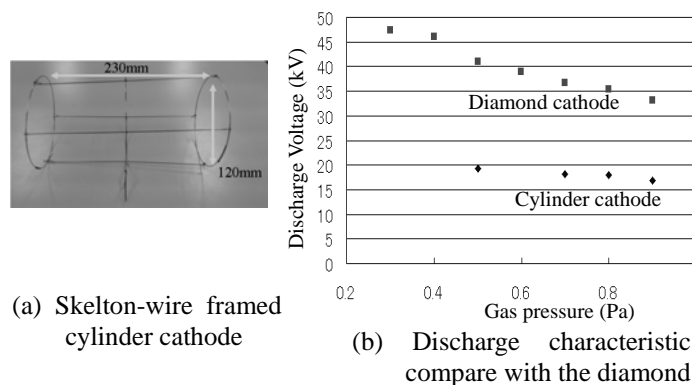 230mm
120mm
(a) Skelton-wire framed
cylinder cathode
Discharge Voltage (kV)
50
45
40
35
30
25
20
15
10
5
0
Diamond cathode
Cylinder cathode
0.2
0.4
0.6
0.8
Gas pressure (Pa)
(b) Discharge characteristic
compare with the diamond